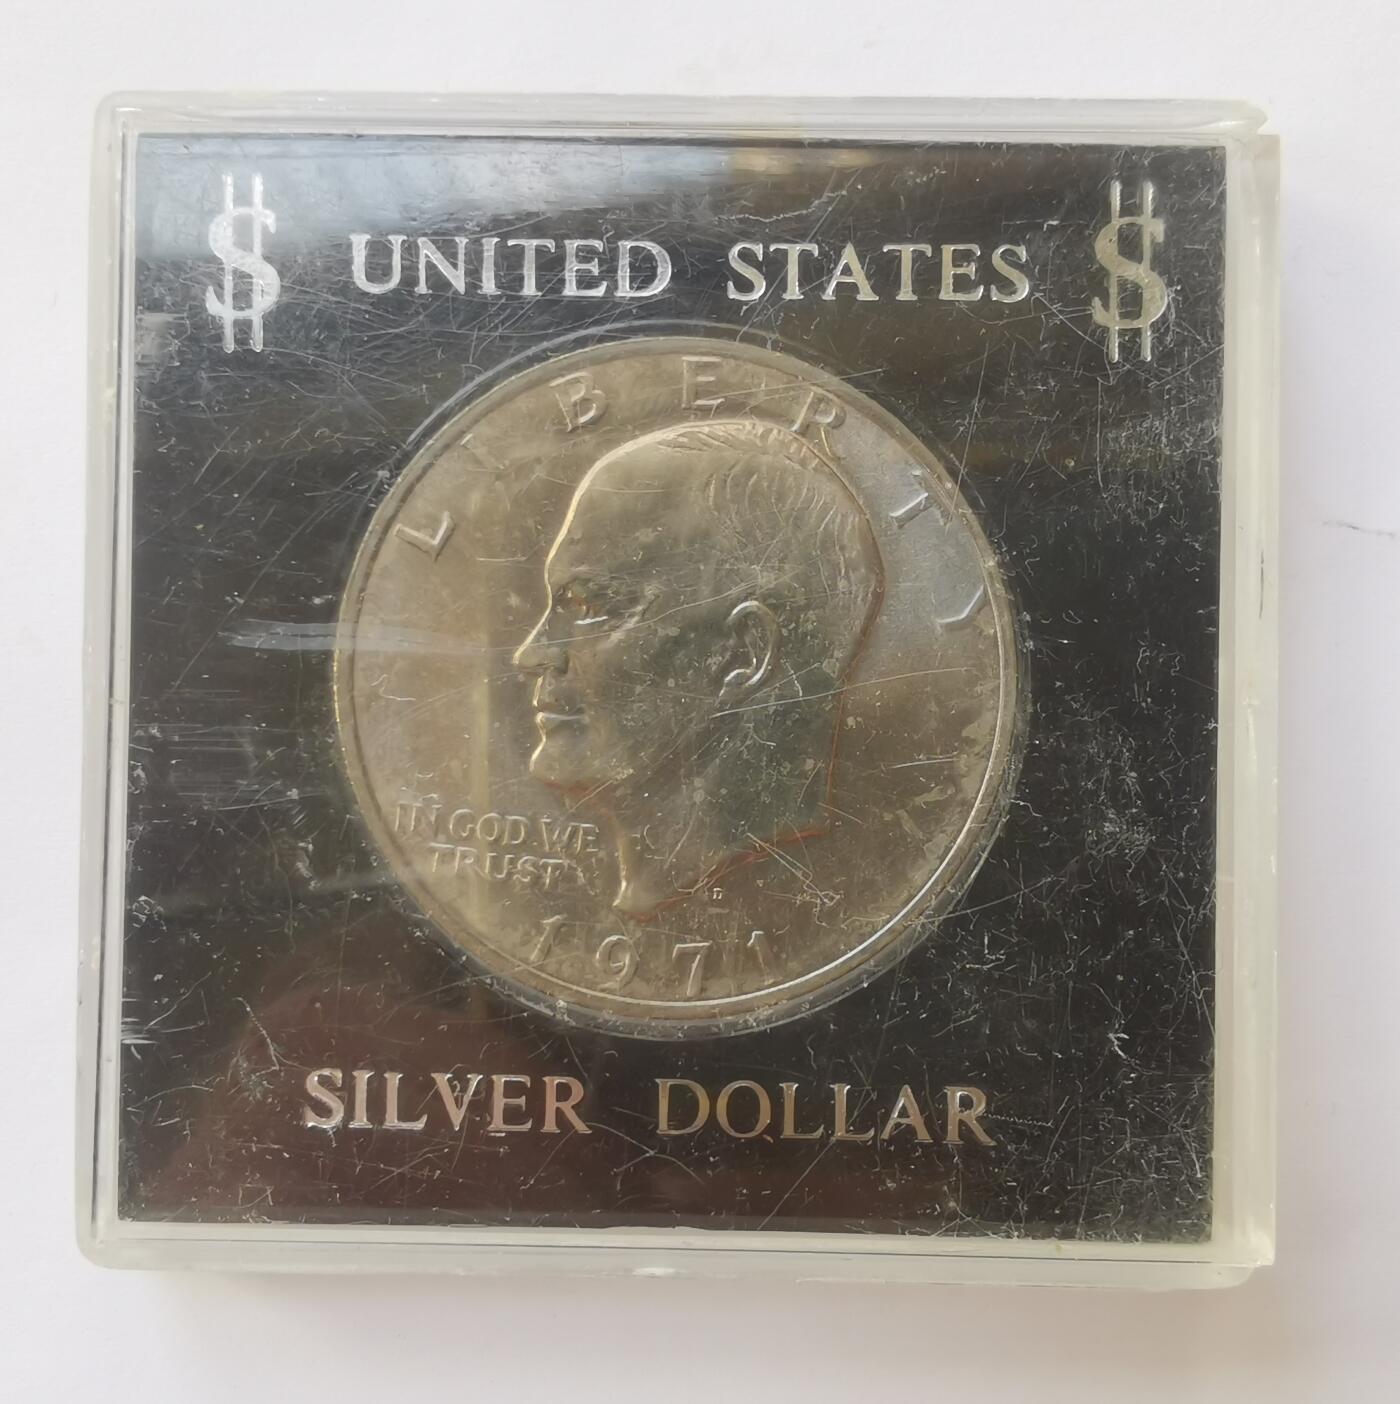 $ UNITED STATES $
LIBERTY
IN GOD WE
TRUST
1971
SILVER DOLLAR